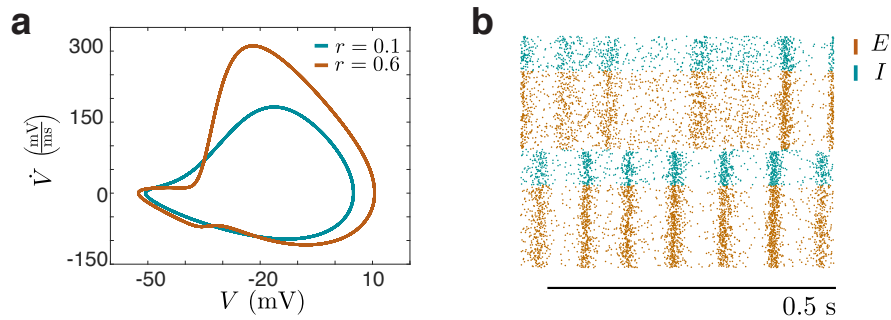 a
300
150
0
-150
V̇ (mV/ms)
r = 0.1
r = 0.6
-50
-20
10
V (mV)
b
E
I
0.5 s